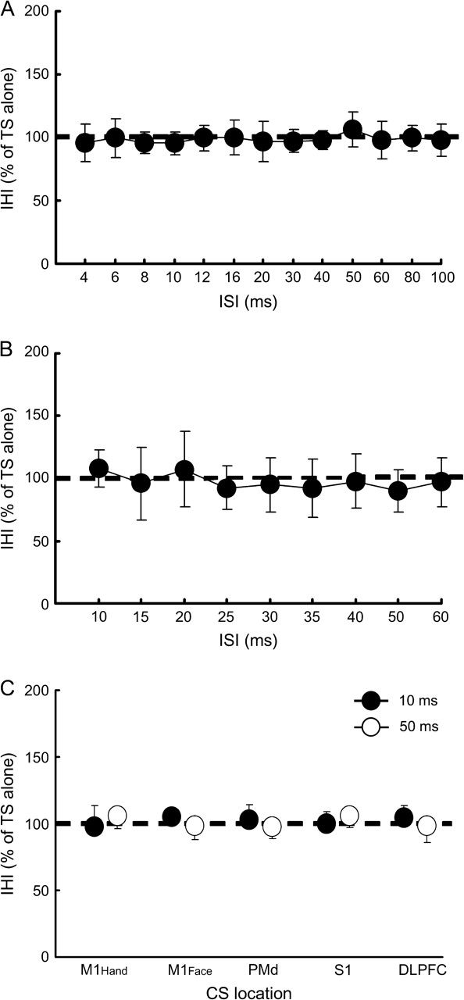 A
200
150
100
50
0
IHI (% of TS alone)
4 6 8 10 12 16 20 30 40 50 60 80 100
ISI (ms)
B
200
150
100
50
0
IHI (% of TS alone)
10 15 20 25 30 35 40 50 60
ISI (ms)
C
200
150
100
50
0
IHI (% of TS alone)
10 ms
50 ms
M1Hand M1Face PMd S1 DLPFC
CS location